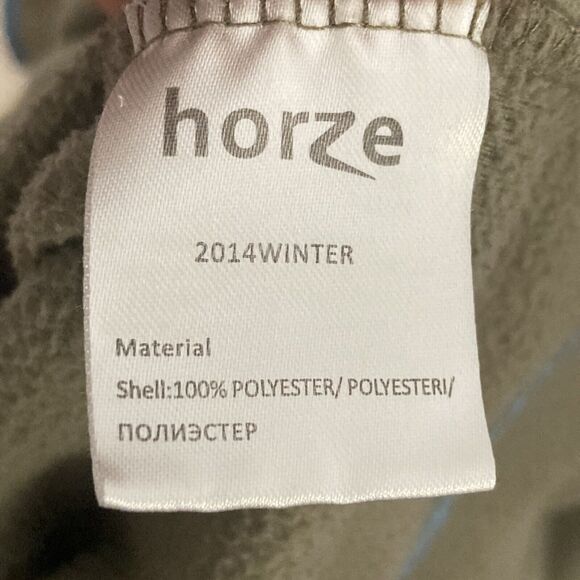 horze
2014WINTER
Material
Shell:100% POLYESTER/ POLYESTERI/
ПОЛИЭСТЕР